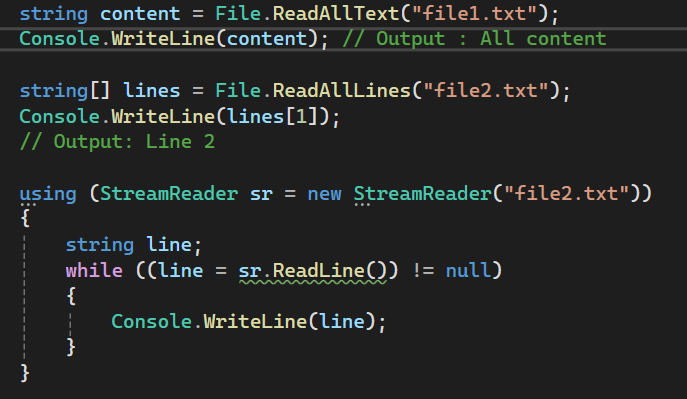 string content = File.ReadAllText("file1.txt");
Console.WriteLine(content); // Output : All content
string[] lines = File.ReadAllLines("file2.txt");
Console.WriteLine(lines[1]);
// Output: Line 2
using (StreamReader sr = new StreamReader("file2.txt"))
{
    string line;
    while ((line = sr.ReadLine()) != null)
    {
        Console.WriteLine(line);
    }
}